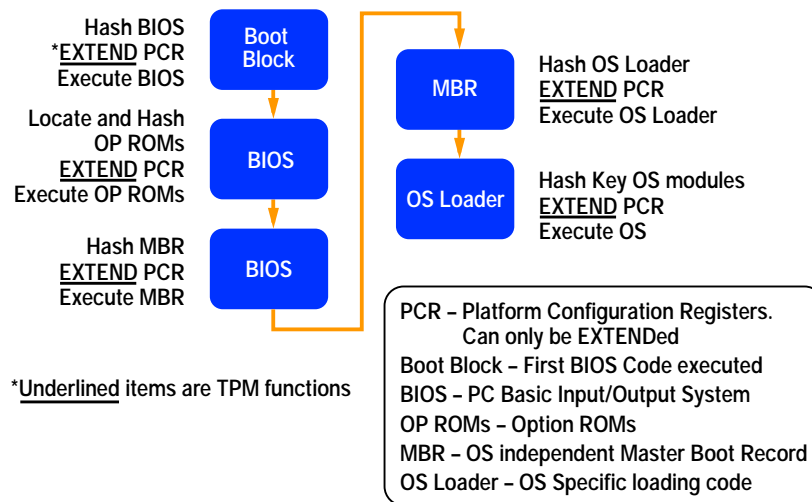 Hash BIOS
*EXTEND PCR
Execute BIOS
Boot
Block
Locate and Hash
OP ROMs
EXTEND PCR
Execute OP ROMs
BIOS
Hash MBR
EXTEND PCR
Execute MBR
BIOS
MBR
Hash OS Loader
EXTEND PCR
Execute OS Loader
OS Loader
Hash Key OS modules
EXTEND PCR
Execute OS
*Underlined items are TPM functions
PCR – Platform Configuration Registers.
Can only be EXTENDed
Boot Block – First BIOS Code executed
BIOS – PC Basic Input/Output System
OP ROMs – Option ROMs
MBR – OS independent Master Boot Record
OS Loader – OS Specific loading code